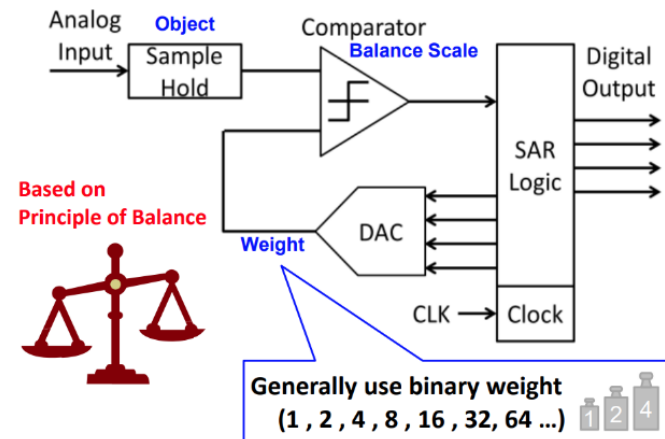 Analog
Input
Object
Sample
Hold
Comparator
Balance Scale
Digital
Output
SAR
Logic
Based on
Principle of Balance
DAC
Weight
CLK
Clock
Generally use binary weight
(1 , 2 , 4 , 8 , 16 , 32, 64 ...)
1 2 4